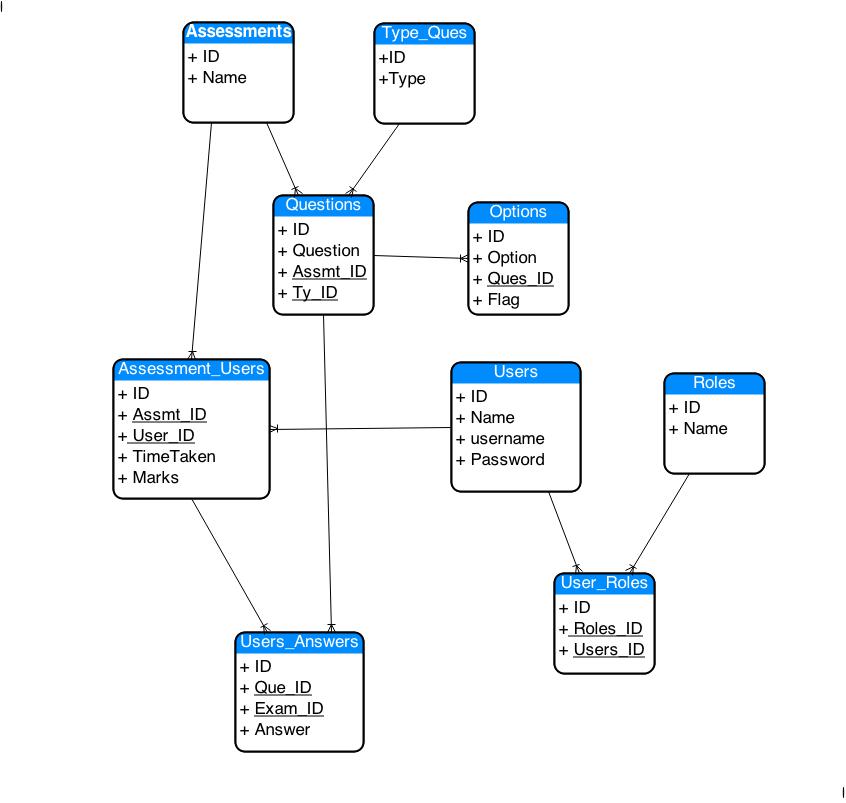 Assessments
+ ID
+ Name
Type_Ques
+ID
+Type
Questions
+ ID
+ Question
+ Assmt_ID
+ Ty_ID
Options
+ ID
+ Option
+ Ques_ID
+ Flag
Assessment_Users
+ ID
+ Assmt_ID
+ User_ID
+ TimeTaken
+ Marks
Users
+ ID
+ Name
+ username
+ Password
Roles
+ ID
+ Name
User_Roles
+ ID
+ Roles_ID
+ Users_ID
Users_Answers
+ ID
+ Que_ID
+ Exam_ID
+ Answer